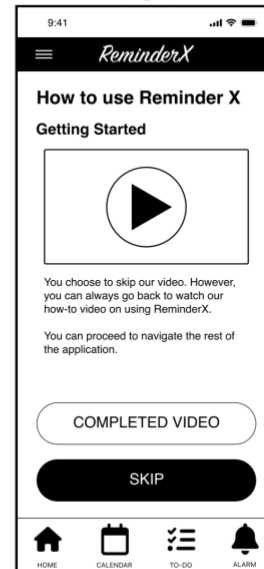 9:41
ReminderX
How to use Reminder X
Getting Started
You choose to skip our video. However,
you can always go back to watch our
how-to video on using ReminderX.
You can proceed to navigate the rest of
the application.
COMPLETED VIDEO
SKIP
HOME CALENDAR TO-DO ALARM